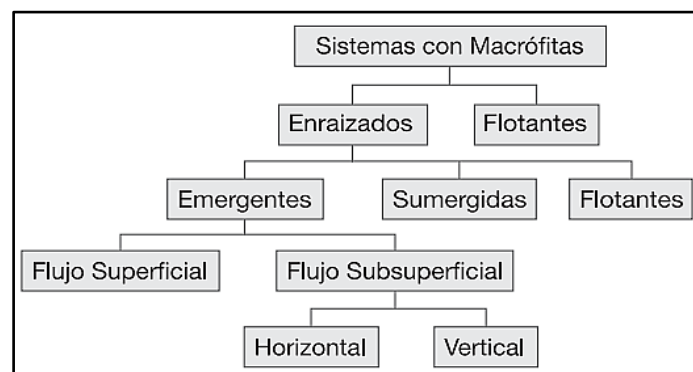 Sistemas con Macrófitas
Enraizados
Flotantes
Emergentes
Sumergidas
Flotantes
Flujo Superficial
Flujo Subsuperficial
Horizontal
Vertical